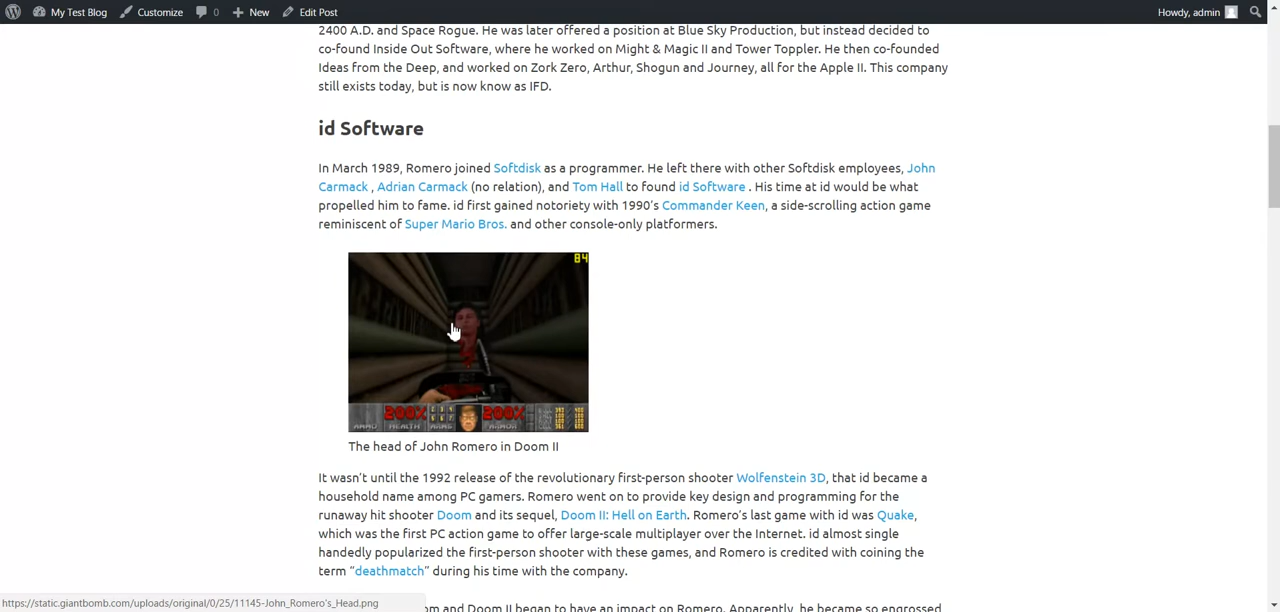 My Test Blog Customize 0 New Edit Post Howdy, admin
2400 A.D. and Space Rogue. He was later offered a position at Blue Sky Production, but instead decided to
co-found Inside Out Software, where he worked on Might & Magic II and Tower Toppler. He then co-founded
Ideas from the Deep, and worked on Zork Zero, Arthur, Shogun and Journey, all for the Apple II. This company
still exists today, but is now know as IFD.
id Software
In March 1989, Romero joined Softdisk as a programmer. He left there with other Softdisk employees, John
Carmack , Adrian Carmack (no relation), and Tom Hall to found id Software . His time at id would be what
propelled him to fame. id first gained notoriety with 1990’s Commander Keen, a side-scrolling action game
reminiscent of Super Mario Bros. and other console-only platformers.
84
200% 200%
AMMO HEALTH ARMS ARMOR
The head of John Romero in Doom II
It wasn’t until the 1992 release of the revolutionary first-person shooter Wolfenstein 3D, that id became a
household name among PC gamers. Romero went on to provide key design and programming for the
runaway hit shooter Doom and its sequel, Doom II: Hell on Earth. Romero’s last game with id was Quake,
which was the first PC action game to offer large-scale multiplayer over the Internet. id almost single
handedly popularized the first-person shooter with these games, and Romero is credited with coining the
term “deathmatch” during his time with the company.
https://static.giantbomb.com/uploads/original/0/25/11145-John_Romero's_Head.png
om and Doom II began to have an impact on Romero. Apparently, he became so engrossed